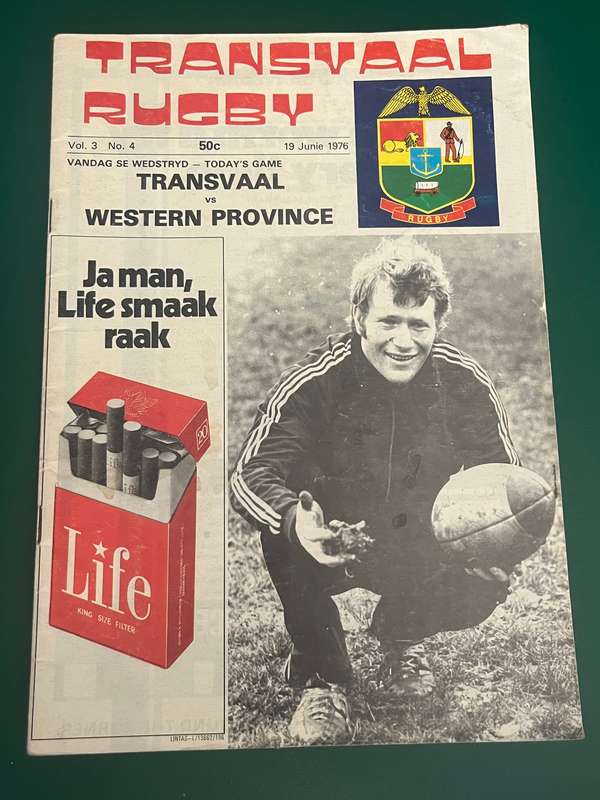 TRANSVAAL
RUGBY
Vol. 3 No. 4 50c 19 Junie 1976
VANDAG SE WEDSTRYD — TODAY'S GAME
TRANSVAAL
vs
WESTERN PROVINCE
RUGBY
Ja man,
Life smaak
raak
20
Life
KING SIZE FILTER